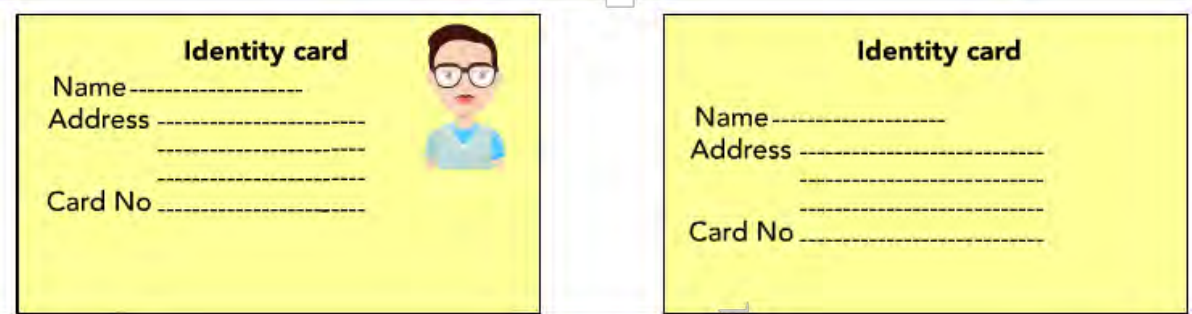 Identity card
Name--------------------
Address ------------------------
------------------------
------------------------
Card No ------------------------
Identity card
Name--------------------
Address ----------------------------
----------------------------
----------------------------
Card No ----------------------------